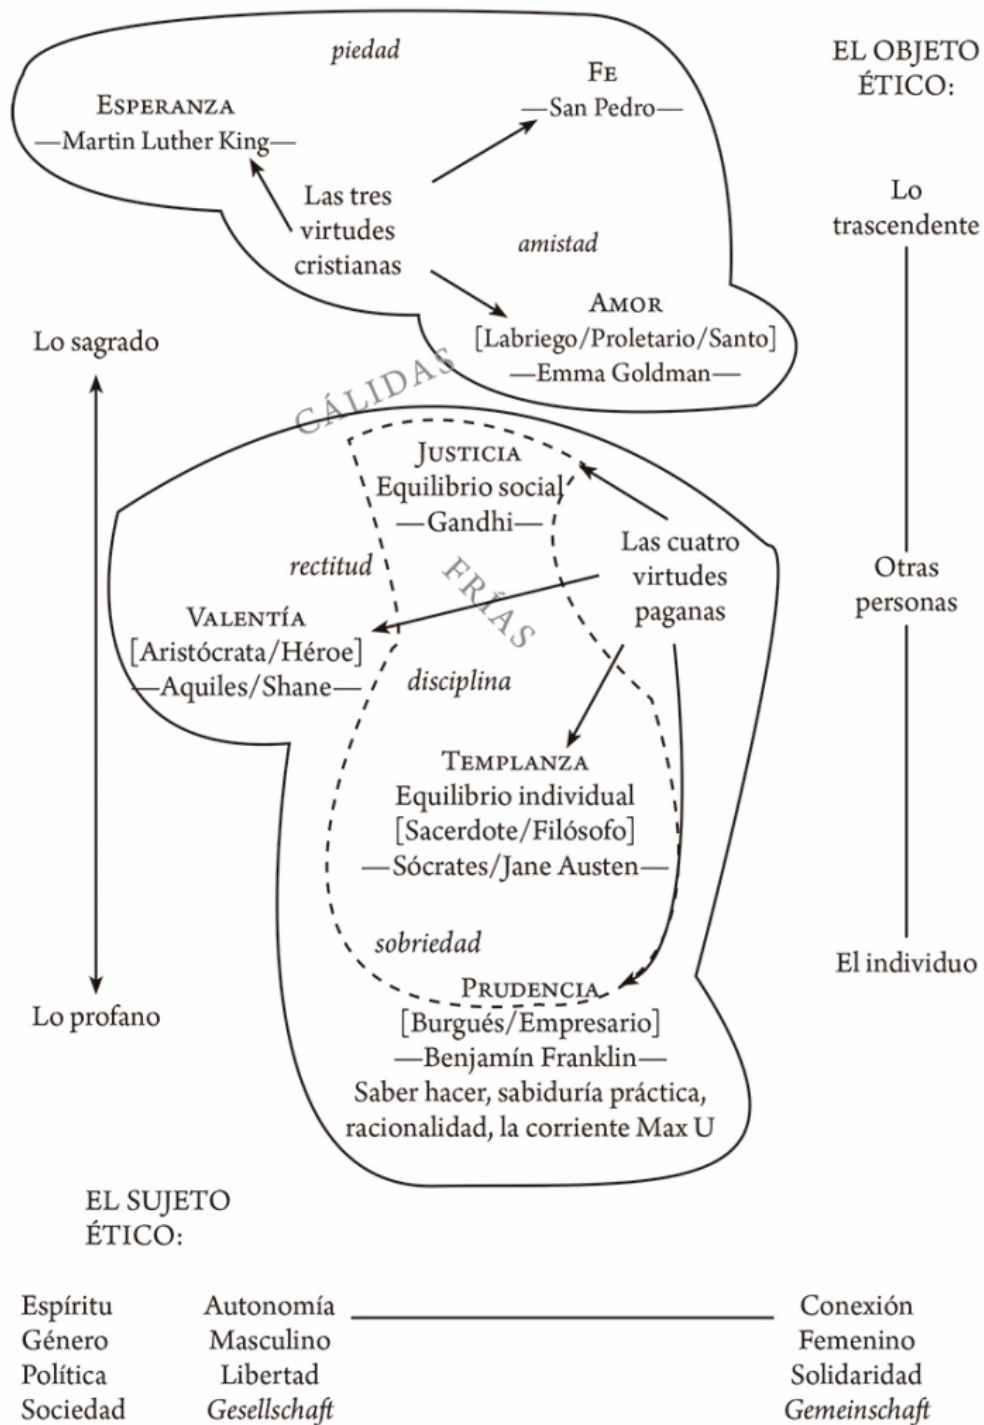 piedad
EL OBJETO
ÉTICO:
FE
—San Pedro—
ESPERANZA
—Martin Luther King—
Las tres
virtudes
cristianas
Lo
trascendente
amistad
AMOR
[Labriego/Proletario/Santo]
—Emma Goldman—
Lo sagrado
CÁLIDAS
JUSTICIA
Equilibrio social
—Gandhi—
Las cuatro
virtudes
paganas
rectitud
FRÍAS
Otras
personas
VALENTÍA
[Aristócrata/Héroe]
—Aquiles/Shane—
disciplina
TEMPLANZA
Equilibrio individual
[Sacerdote/Filósofo]
—Sócrates/Jane Austen—
sobriedad
El individuo
Lo profano
PRUDENCIA
[Burgués/Empresario]
—Benjamín Franklin—
Saber hacer, sabiduría práctica,
racionalidad, la corriente Max U
EL SUJETO
ÉTICO:
Espíritu Autonomía Conexión
Género Masculino Femenino
Política Libertad Solidaridad
Sociedad Gesellschaft Gemeinschaft